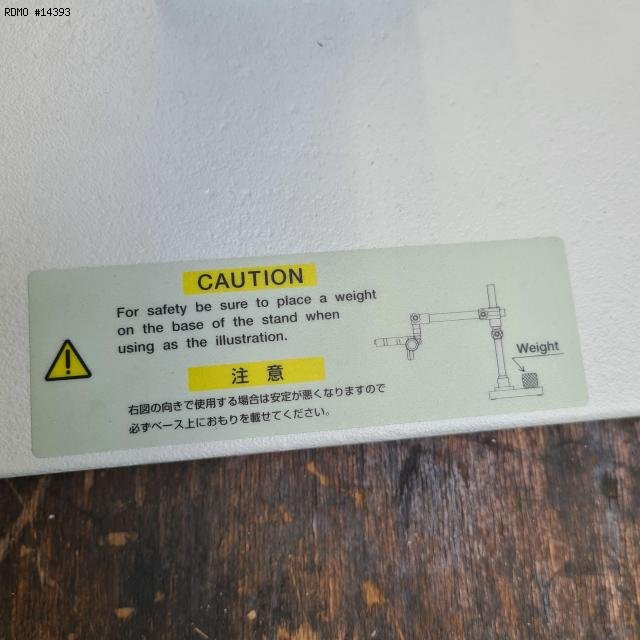 RDMO #14393
CAUTION
For safety be sure to place a weight
on the base of the stand when
using as the illustration.
注 意
右図の向きで使用する場合は安定が悪くなりますので
必ずベース上におもりを載せてください。
Weight